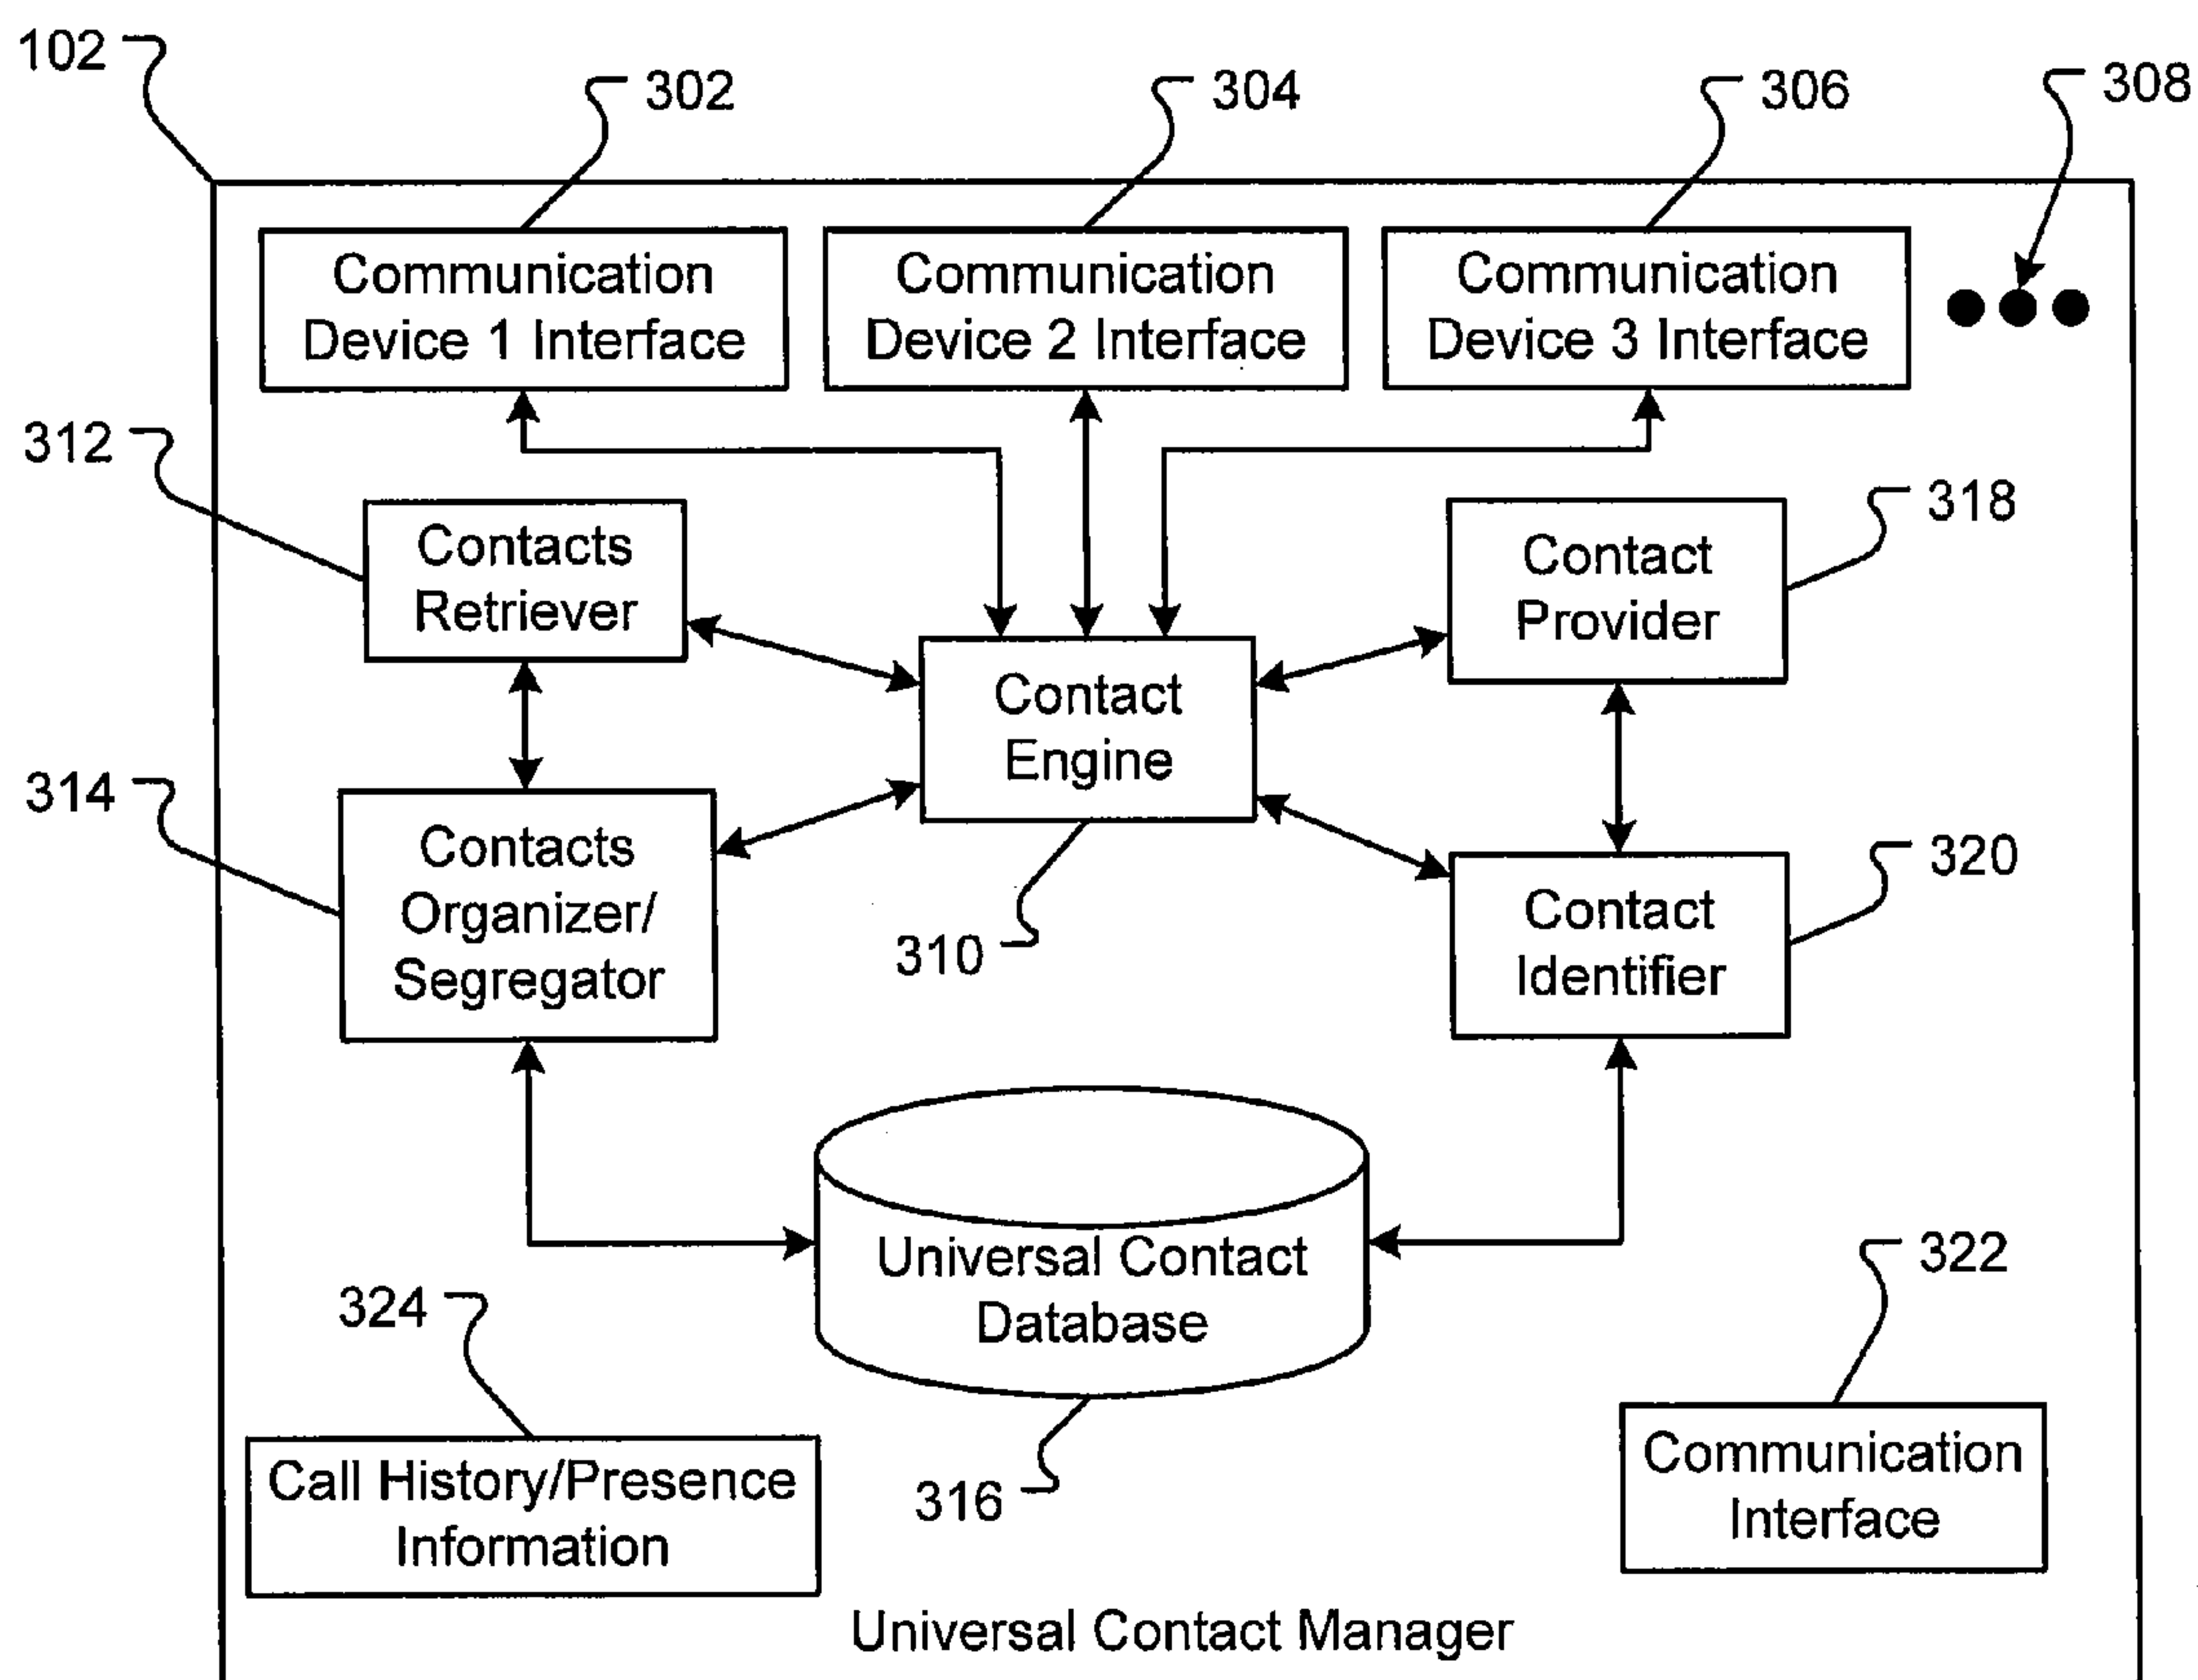 102
302
304
306
308
Communication
Device 1 Interface
Communication
Device 2 Interface
Communication
Device 3 Interface
312
Contacts
Retriever
318
Contact
Provider
Contact
Engine
314
Contacts
Organizer/
Segregator
310
320
Contact
Identifier
Universal Contact
Database
324
322
316
Call History/Presence
Information
Communication
Interface
Universal Contact Manager